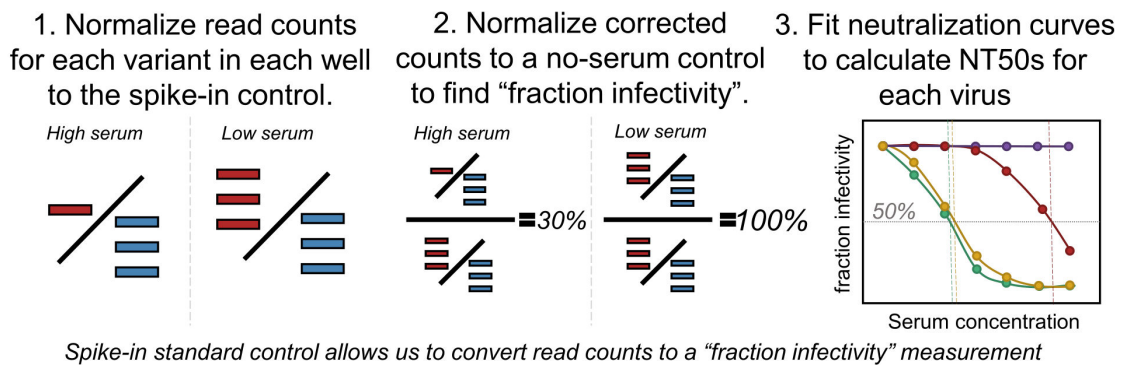 1. Normalize read counts
for each variant in each well
to the spike-in control.
High serum
Low serum
2. Normalize corrected
counts to a no-serum control
to find “fraction infectivity”.
High serum
Low serum
=30%
=100%
3. Fit neutralization curves
to calculate NT50s for
each virus
fraction infectivity
50%
Serum concentration
Spike-in standard control allows us to convert read counts to a “fraction infectivity” measurement